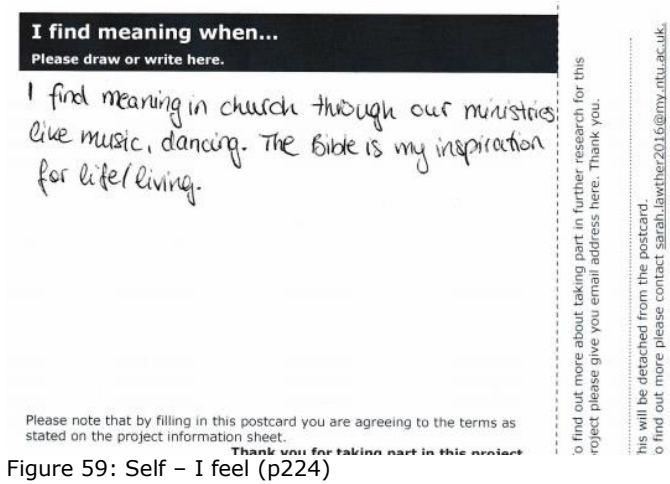 I find meaning when...
Please draw or write here.
I find meaning in church through our ministries
like music, dancing. The Bible is my inspiration
for life/living.
Please note that by filling in this postcard you are agreeing to the terms as
stated on the project information sheet.
Thank you for taking part in this project
Figure 59: Self – I feel (p224)
o find out more about taking part in further research for this
project please give you email address here. Thank you.
his will be detached from the postcard.
o find out more please contact sarah.lawther2016@my.ntu.ac.uk.